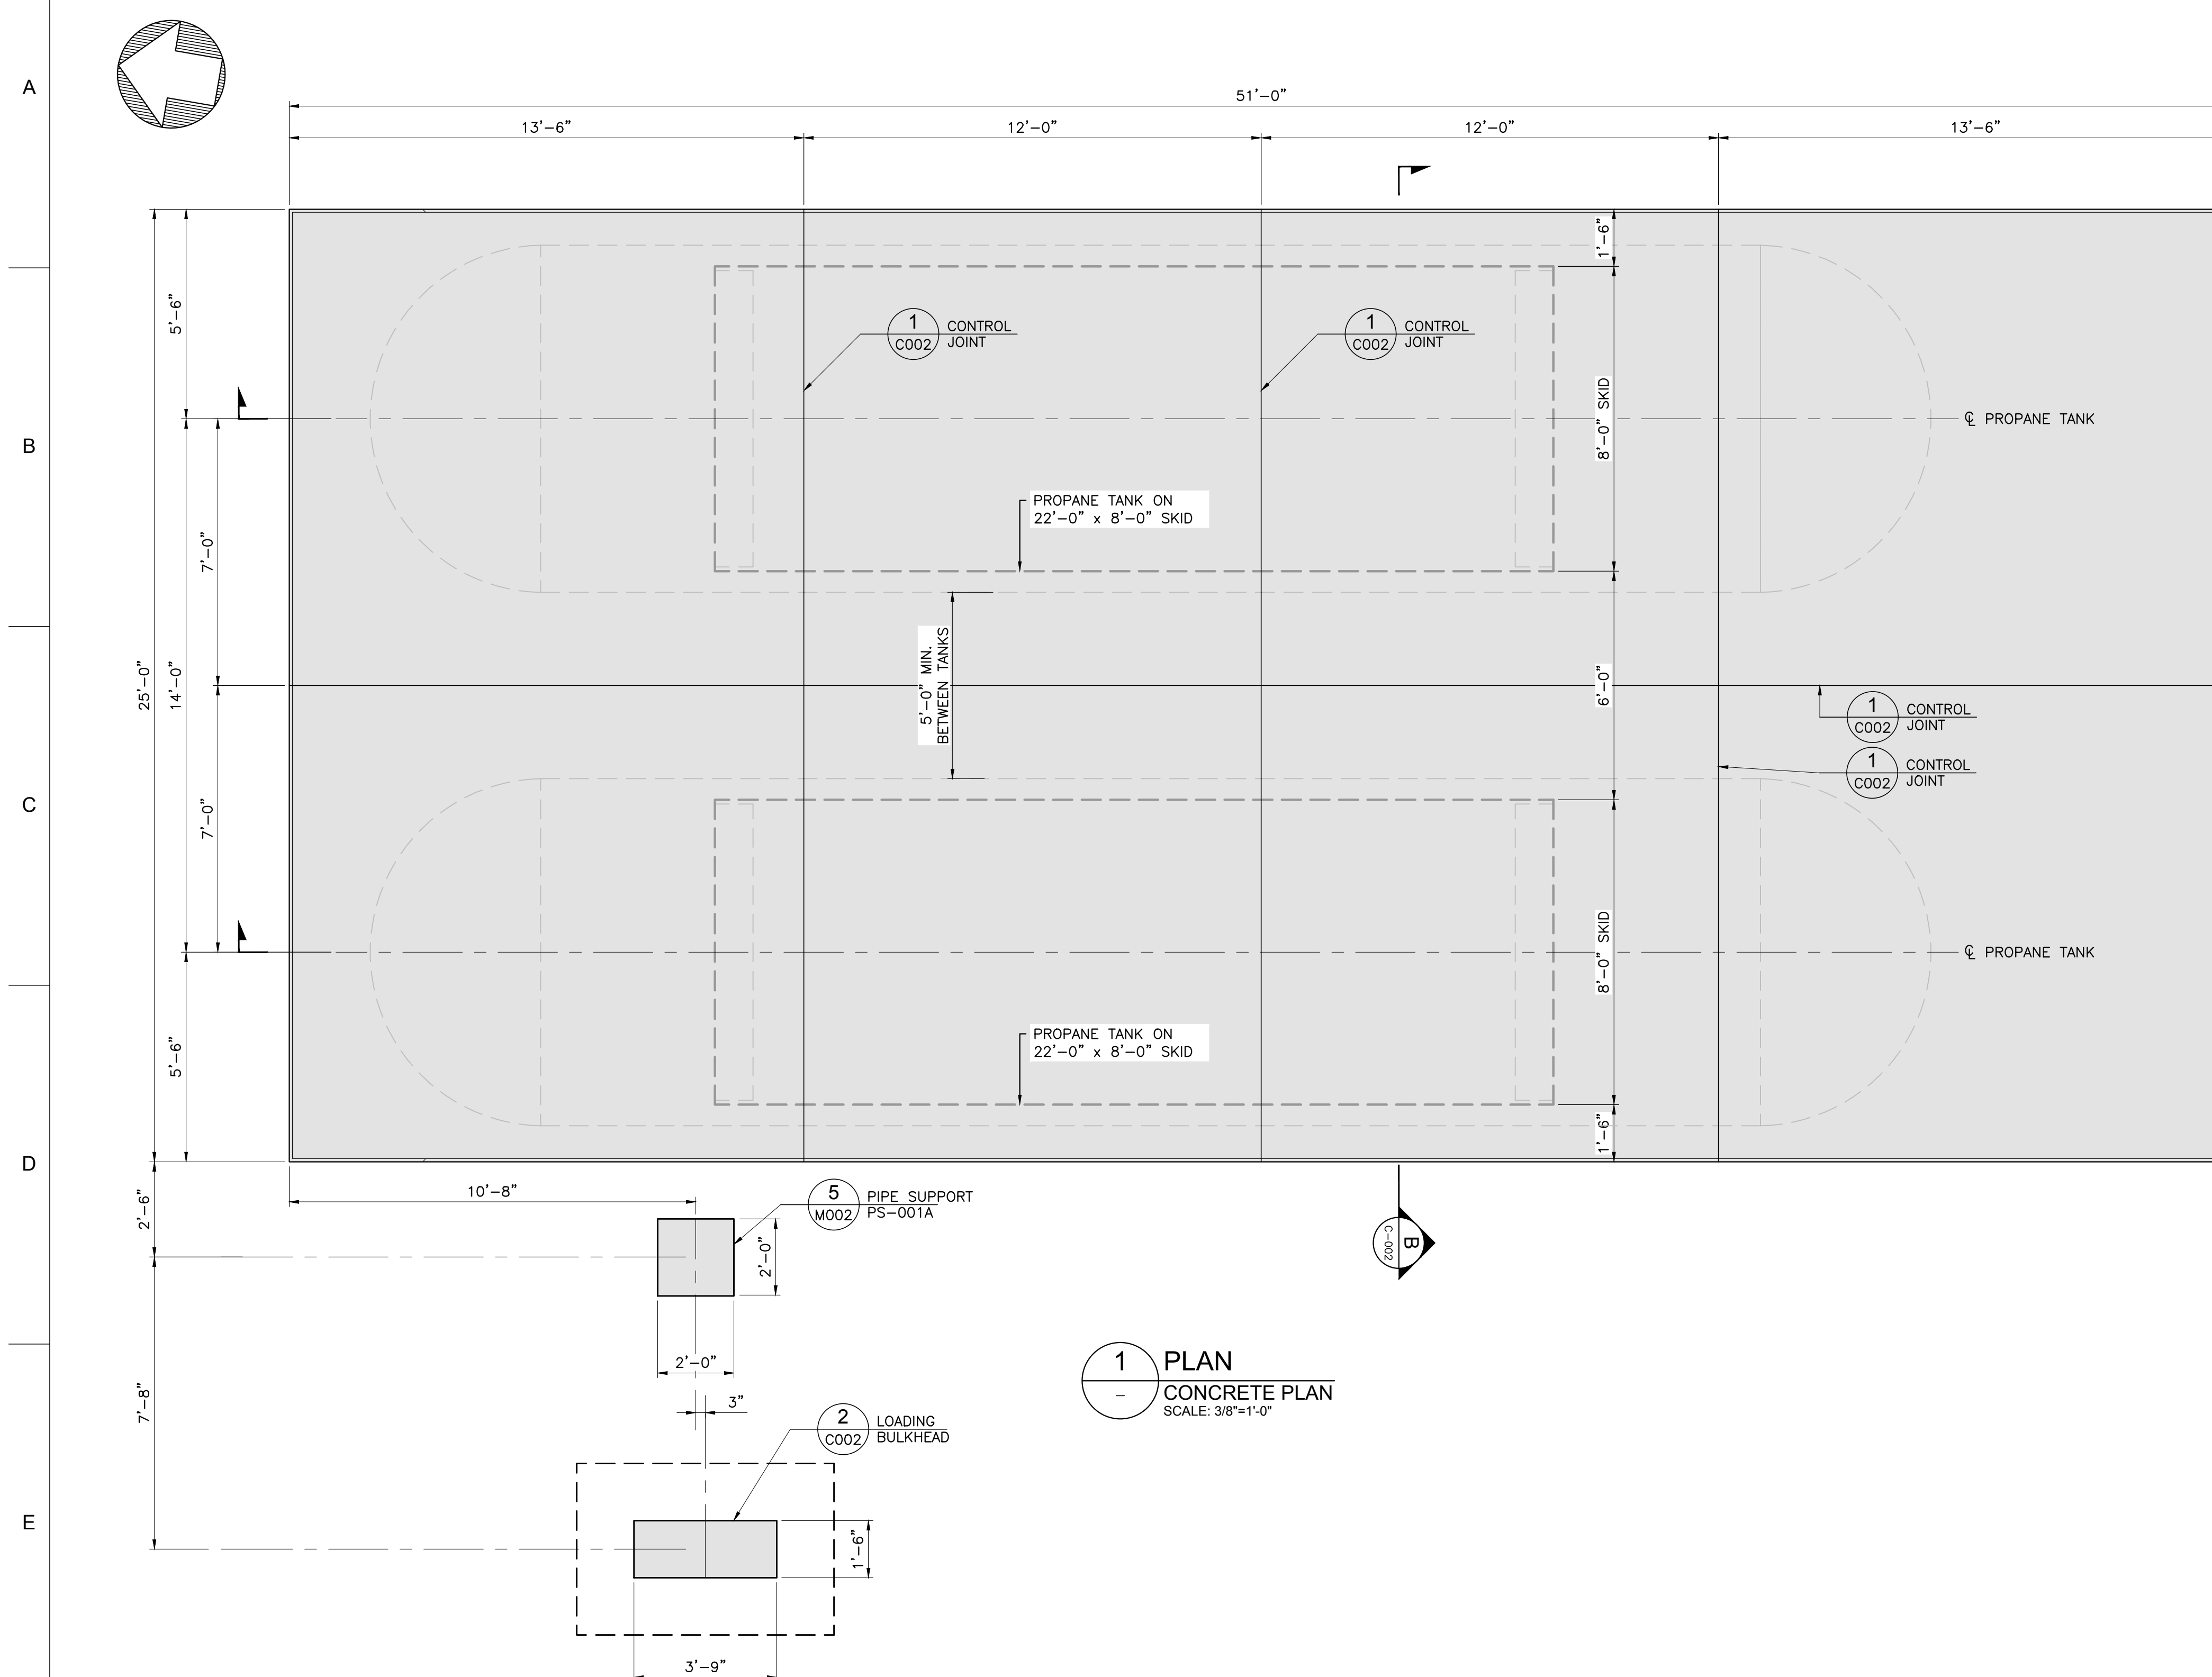 A
51'-0"
13'-6"
12'-0"
12'-0"
13'-6"
1'-6"
5'-6"
1
C002
CONTROL
JOINT
1
C002
CONTROL
JOINT
8'-0" SKID
B
℄ PROPANE TANK
PROPANE TANK ON
22'-0" x 8'-0" SKID
7'-0"
25'-0"
14'-0"
5'-0" MIN.
BETWEEN TANKS
6'-0"
1
C002
CONTROL
JOINT
1
C002
CONTROL
JOINT
C
7'-0"
8'-0" SKID
℄ PROPANE TANK
PROPANE TANK ON
22'-0" x 8'-0" SKID
5'-6"
1'-6"
D
10'-8"
2'-6"
5
M002
PIPE SUPPORT
PS-001A
2'-0"
2'-0"
B
C-002
7'-8"
3"
1
-
PLAN
CONCRETE PLAN
SCALE: 3/8"=1'-0"
2
C002
LOADING
BULKHEAD
E
1'-6"
3'-9"